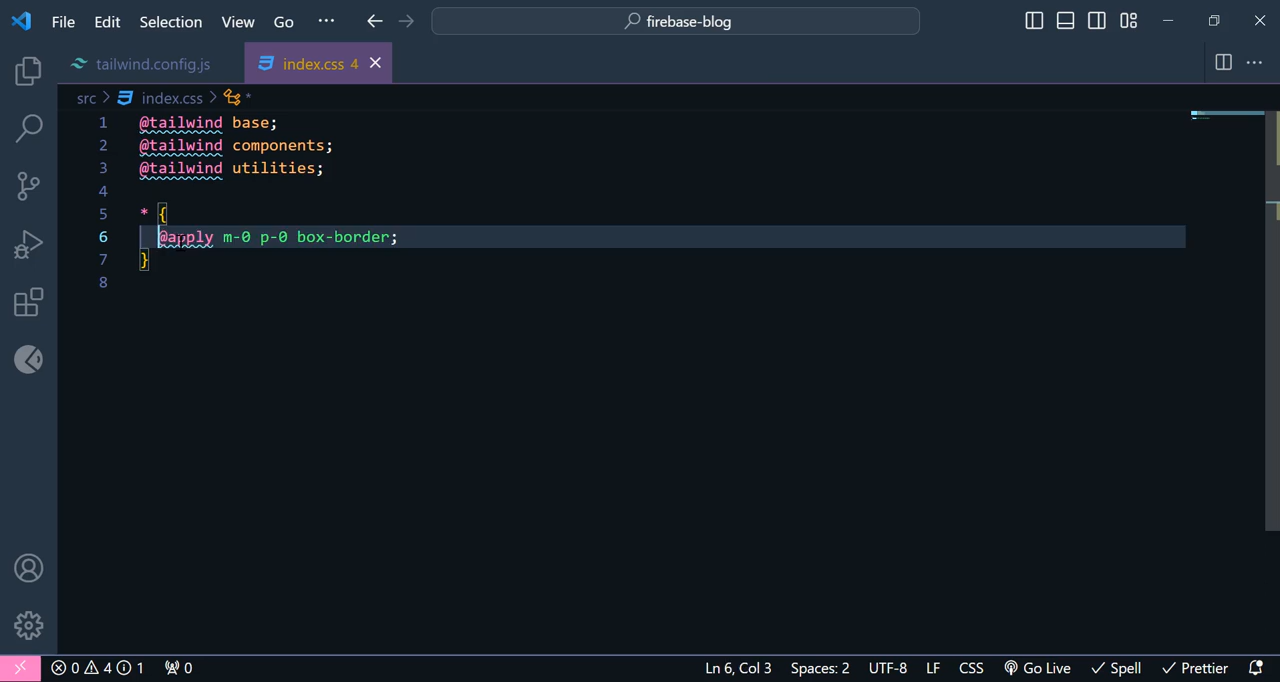 File Edit Selection View Go ··· firebase-blog
tailwind.config.js index.css 4
src > index.css > *
1 @tailwind base;
2 @tailwind components;
3 @tailwind utilities;
4
5 * {
6 @apply m-0 p-0 box-border;
7 }
8
0 4 1 0 Ln 6, Col 3 Spaces: 2 UTF-8 LF CSS Go Live Spell Prettier